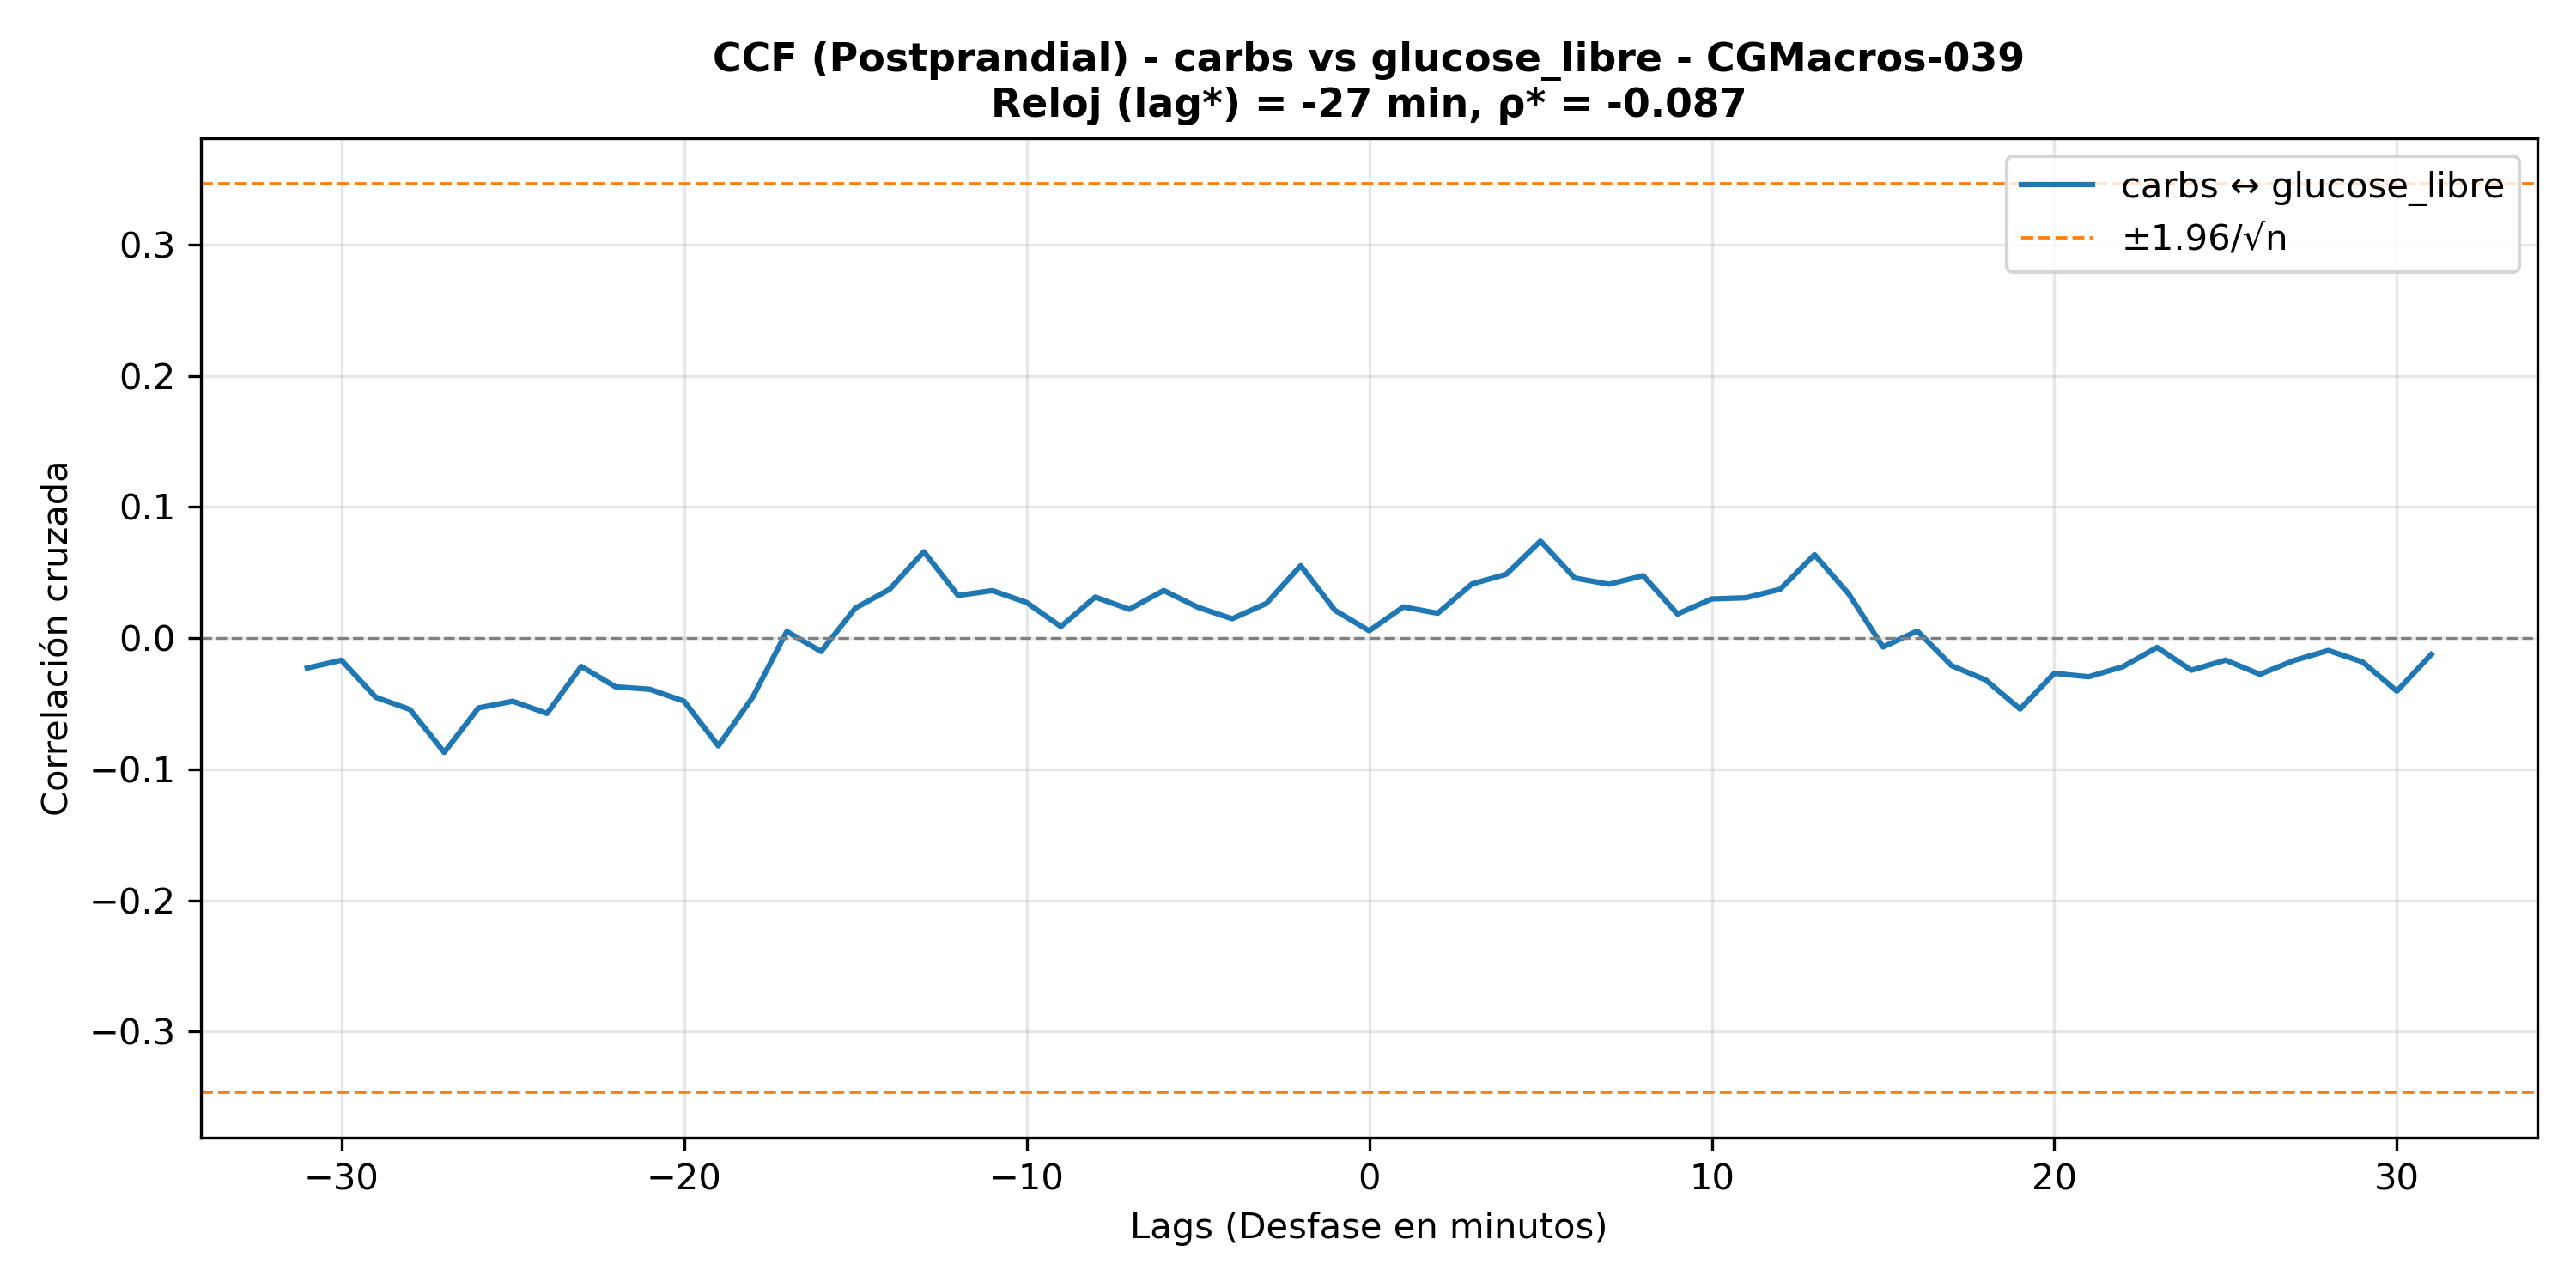 CCF (Postprandial) - carbs vs glucose_libre - CGMacros-039
Reloj (lag*) = -27 min, ρ* = -0.087
carbs ↔ glucose_libre
±1.96/√n
Correlación cruzada
0.3
0.2
0.1
0.0
−0.1
−0.2
−0.3
−30
−20
−10
0
10
20
30
Lags (Desfase en minutos)